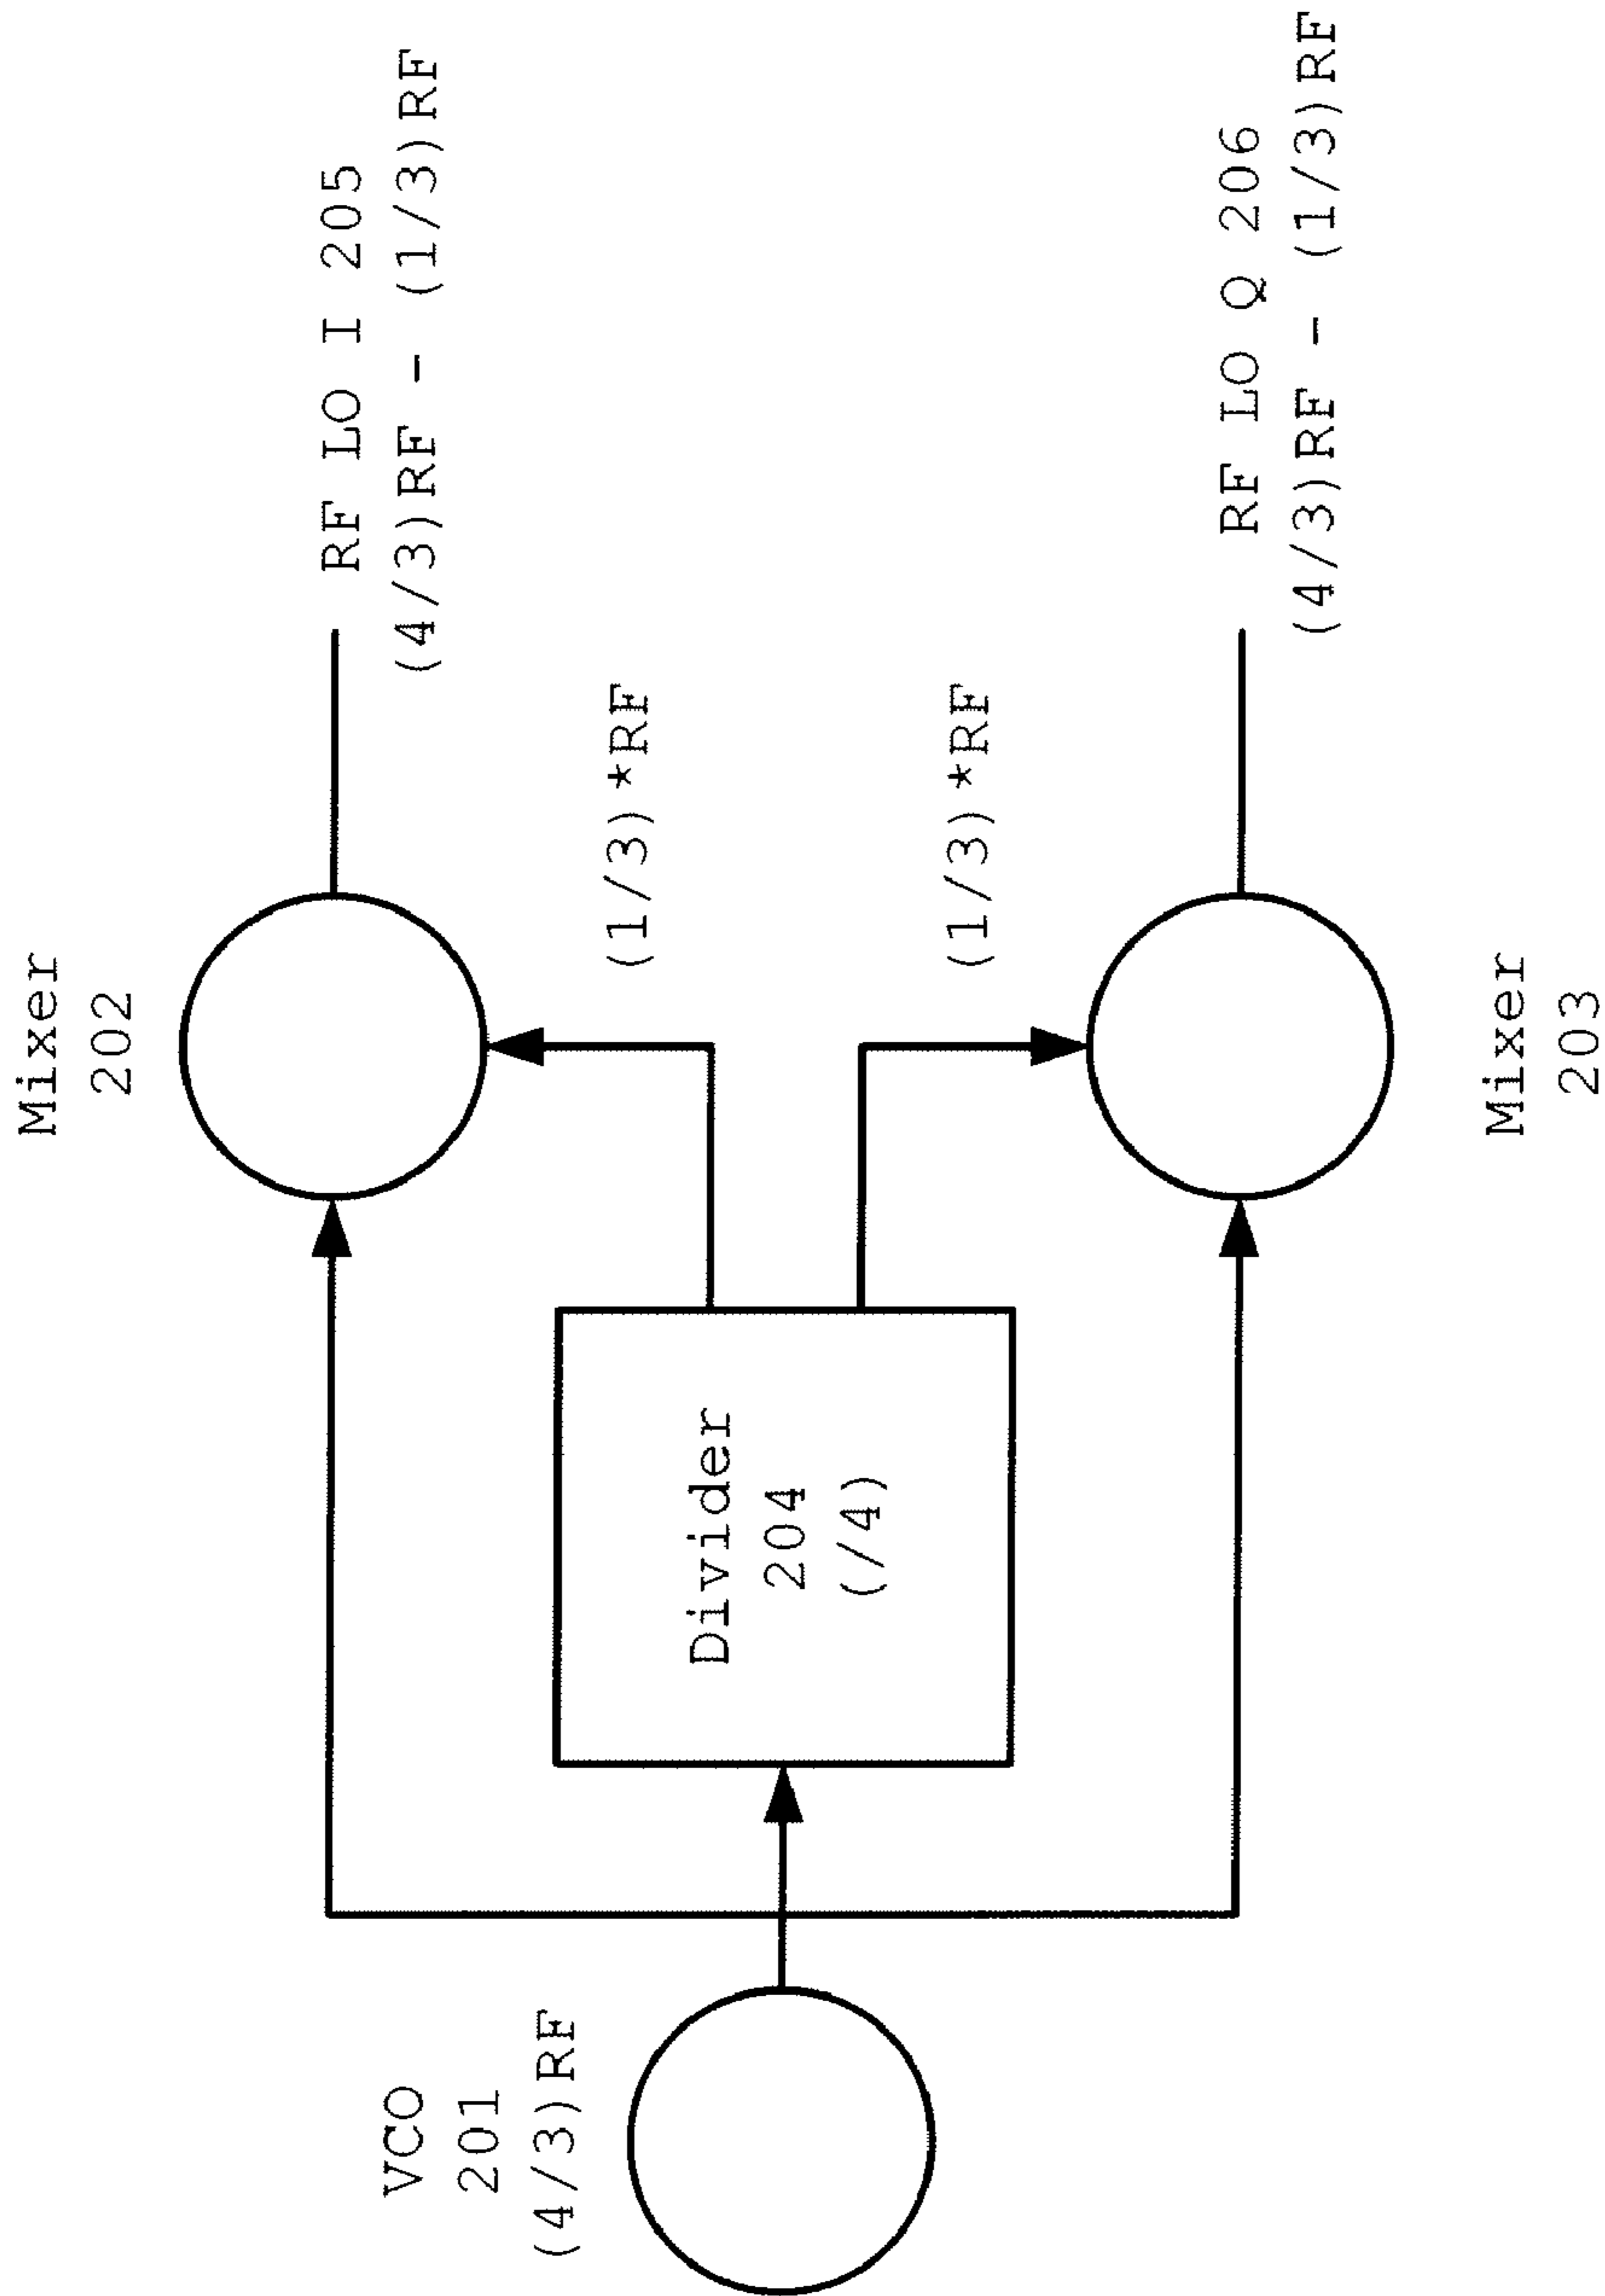 Mixer
202
RF LO I 205
(4/3)RF - (1/3)RF
(1/3)*RF
VCO
201
(4/3)RF
Divider
204
(/4)
(1/3)*RF
RF LO Q 206
(4/3)RF - (1/3)RF
Mixer
203